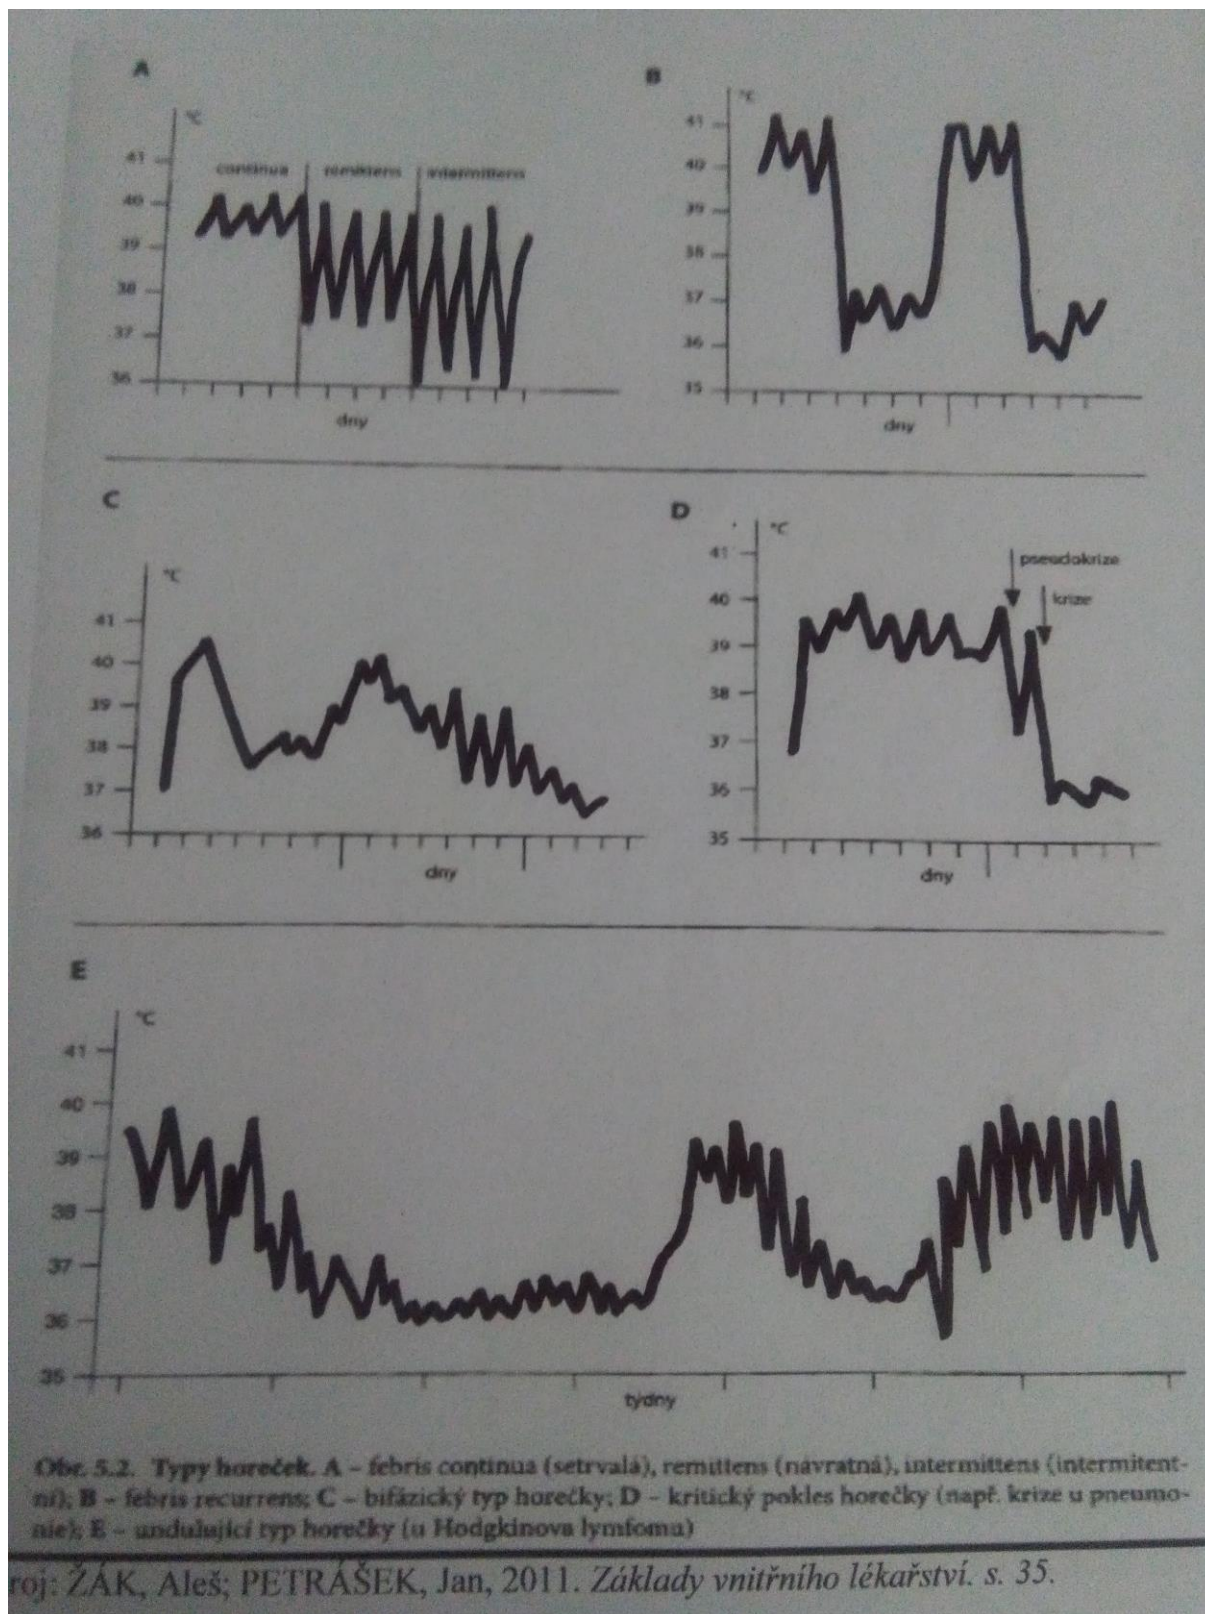 A
°C
41
40
39
38
37
36
continua
remittens
intermittens
dny
B
°C
41
40
39
38
37
36
35
dny
C
°C
41
40
39
38
37
36
dny
D
°C
41
40
39
38
37
36
35
pseudokrize
krize
dny
E
°C
41
40
39
38
37
36
35
týdny
Obr. 5.2. Typy horeček. A – febris continua (setrvalá), remittens (návratná), intermittens (intermitent-
ní); B – febris recurrens; C – bifázický typ horečky; D – kritický pokles horečky (např. krize u pneumo-
nie); E – undulující typ horečky (u Hodgkinova lymfomu)
roj: ŽÁK, Aleš; PETRÁŠEK, Jan, 2011. Základy vnitřního lékařství. s. 35.